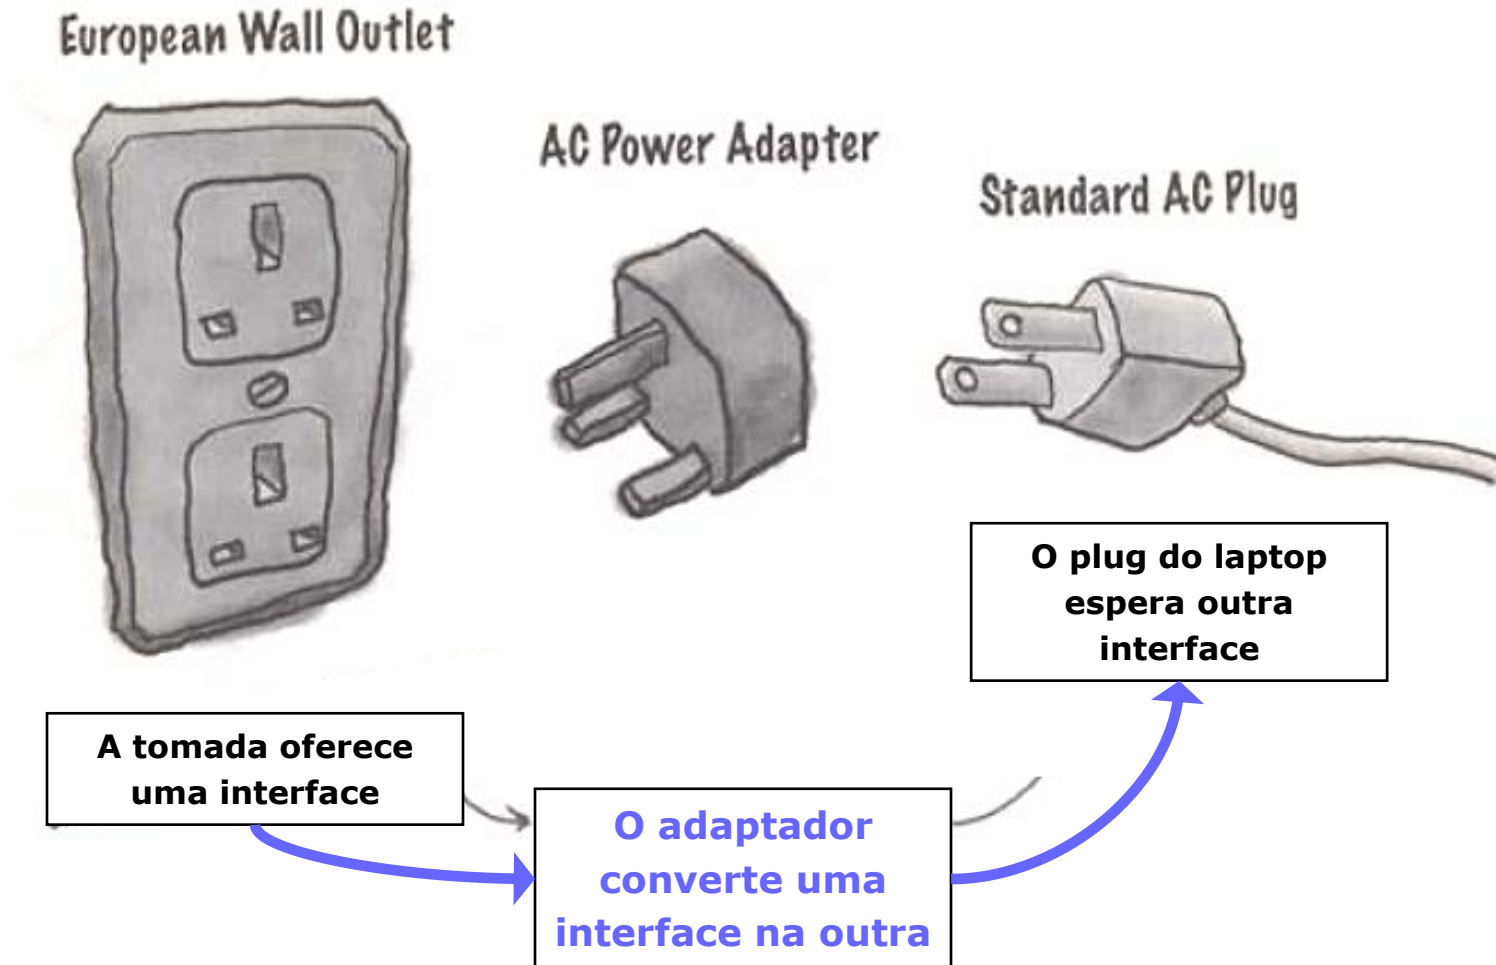 European Wall Outlet
AC Power Adapter
Standard AC Plug
O plug do laptop
espera outra
interface
A tomada oferece
uma interface
O adaptador
converte uma
interface na outra